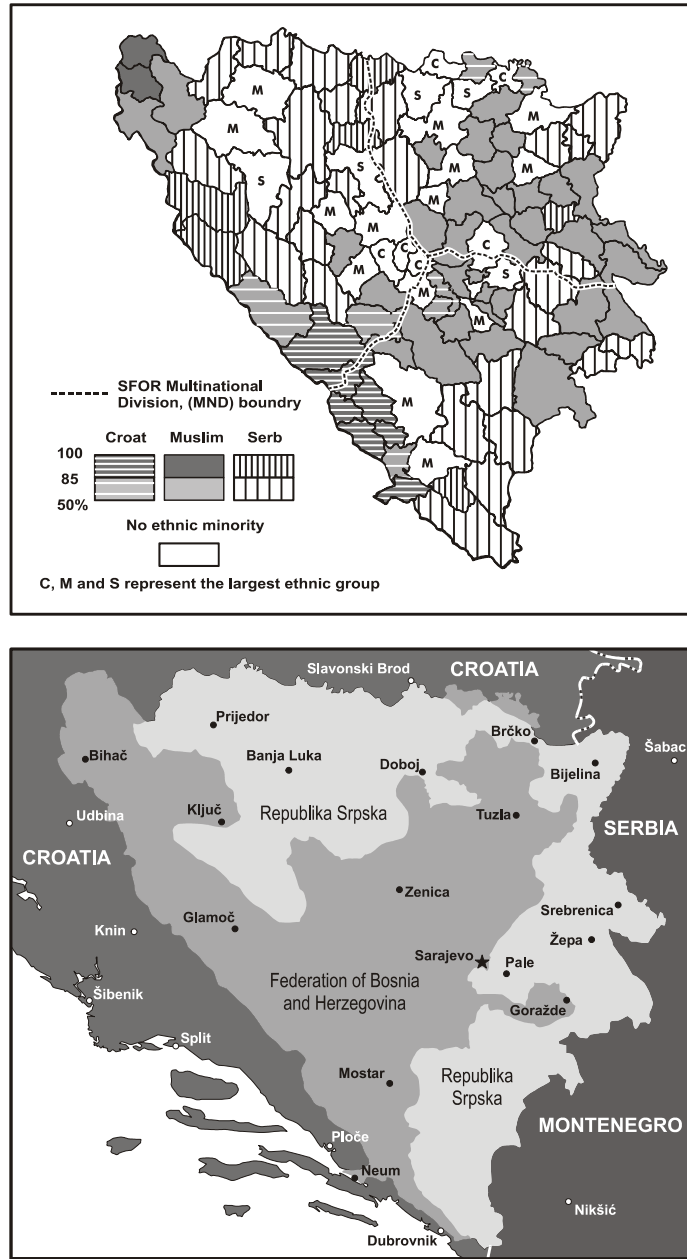 C
C
M
S
S
M
M
M
M
M
S
S
M
M
M
C
C
C
C
M
S
M
M
M
M
SFOR Multinational
Division, (MND) boundry
Croat Muslim Serb
100
85
50%
No ethnic minority
C, M and S represent the largest ethnic group
Slavonski Brod
CROATIA
Prijedor
Brčko
Šabac
Bihać
Banja Luka
Doboj
Bijelina
Ključ
Republika Srpska
Tuzla
Udbina
SERBIA
CROATIA
Zenica
Srebrenica
Glamoč
Knin
Žepa
Sarajevo
Pale
Federation of Bosnia
and Herzegovina
Šibenik
Goražde
Split
Mostar
Republika
Srpska
MONTENEGRO
Ploče
Neum
Nikšić
Dubrovnik